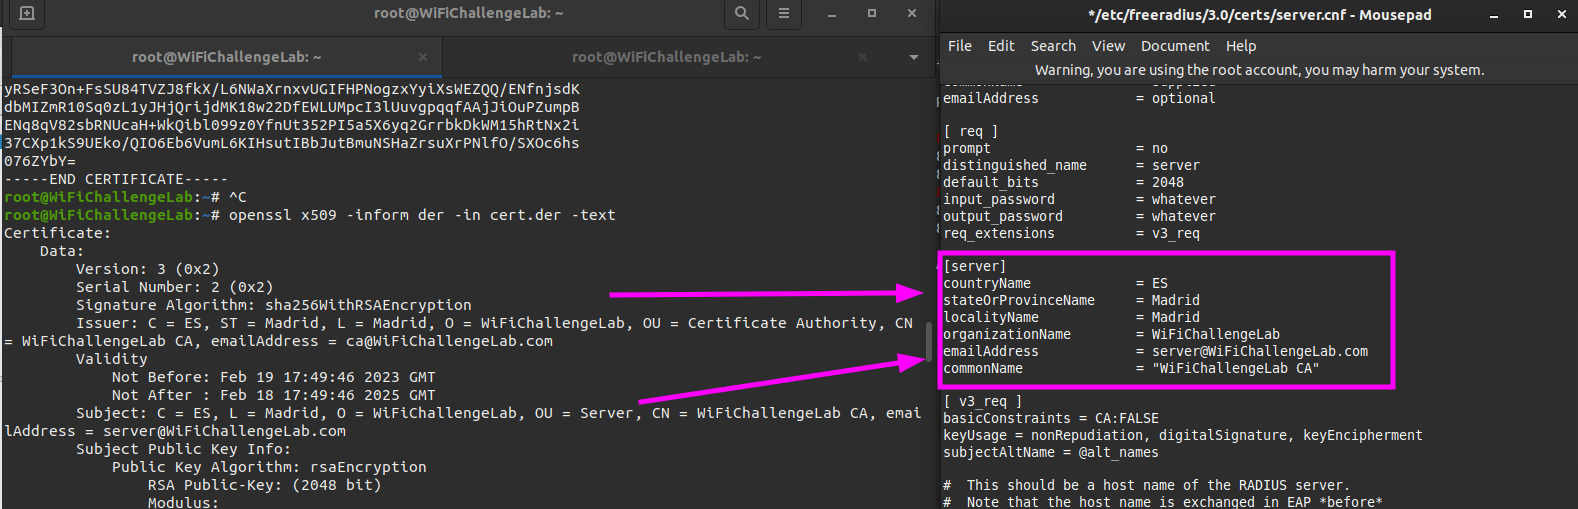 root@WiFiChallengeLab: ~
root@WiFiChallengeLab: ~
root@WiFiChallengeLab: ~
yRSeF3On+FsSU84TVZJ8fkX/L6NWaXrnxvUGIFHPNogzxYyiXsWEZQQ/ENfnjsdK
dbMIZmR10Sq0zL1yJHjQrijdMK18w22DfEWLUMpcI3lUuvgpqqfAAjJiOuPZumpB
ENq8qV82sbRNUcaH+WkQibl099z0YfnUt352PI5a5X6yq2GrrbkDkWM15hRtNx2i
37CXp1kS9UEko/QIO6Eb6VumL6KIHsutIBbJutBmuNSHaZrsuXrPNlfO/SXOc6hs
076ZYbY=
-----END CERTIFICATE-----
root@WiFiChallengeLab:~# ^C
root@WiFiChallengeLab:~# openssl x509 -inform der -in cert.der -text
Certificate:
Data:
Version: 3 (0x2)
Serial Number: 2 (0x2)
Signature Algorithm: sha256WithRSAEncryption
Issuer: C = ES, ST = Madrid, L = Madrid, O = WiFiChallengeLab, OU = Certificate Authority, CN
= WiFiChallengeLab CA, emailAddress = ca@WiFiChallengeLab.com
Validity
Not Before: Feb 19 17:49:46 2023 GMT
Not After : Feb 18 17:49:46 2025 GMT
Subject: C = ES, L = Madrid, O = WiFiChallengeLab, OU = Server, CN = WiFiChallengeLab CA, emai
lAddress = server@WiFiChallengeLab.com
Subject Public Key Info:
Public Key Algorithm: rsaEncryption
RSA Public-Key: (2048 bit)
Modulus:
*/etc/freeradius/3.0/certs/server.cnf - Mousepad
File Edit Search View Document Help
Warning, you are using the root account, you may harm your system.
emailAddress = optional
[ req ]
prompt = no
distinguished_name = server
default_bits = 2048
input_password = whatever
output_password = whatever
req_extensions = v3_req
[server]
countryName = ES
stateOrProvinceName = Madrid
localityName = Madrid
organizationName = WiFiChallengeLab
emailAddress = server@WiFiChallengeLab.com
commonName = "WiFiChallengeLab CA"
[ v3_req ]
basicConstraints = CA:FALSE
keyUsage = nonRepudiation, digitalSignature, keyEncipherment
subjectAltName = @alt_names
# This should be a host name of the RADIUS server.
# Note that the host name is exchanged in EAP *before*